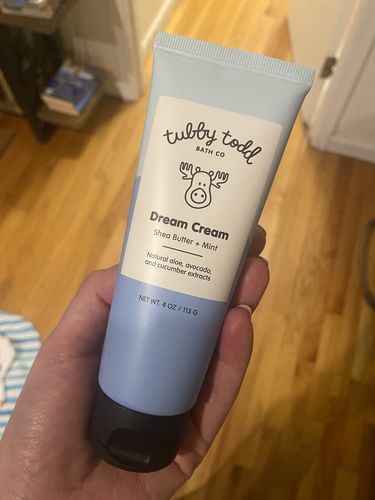 tubby todd
BATH CO
Dream Cream
Shea Butter + Mint
Natural aloe, avocado,
and cucumber extracts
NET WT. 4 OZ / 113 G